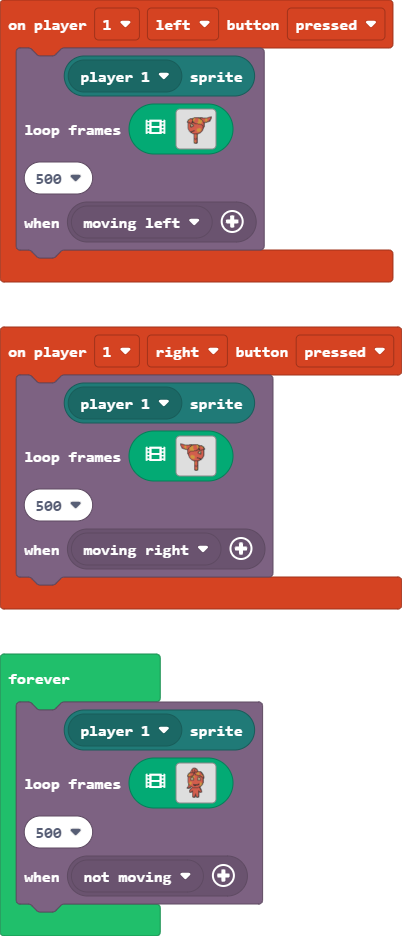 on player 1 left button pressed
player 1 sprite
loop frames
500
when moving left
on player 1 right button pressed
player 1 sprite
loop frames
500
when moving right
forever
player 1 sprite
loop frames
500
when not moving